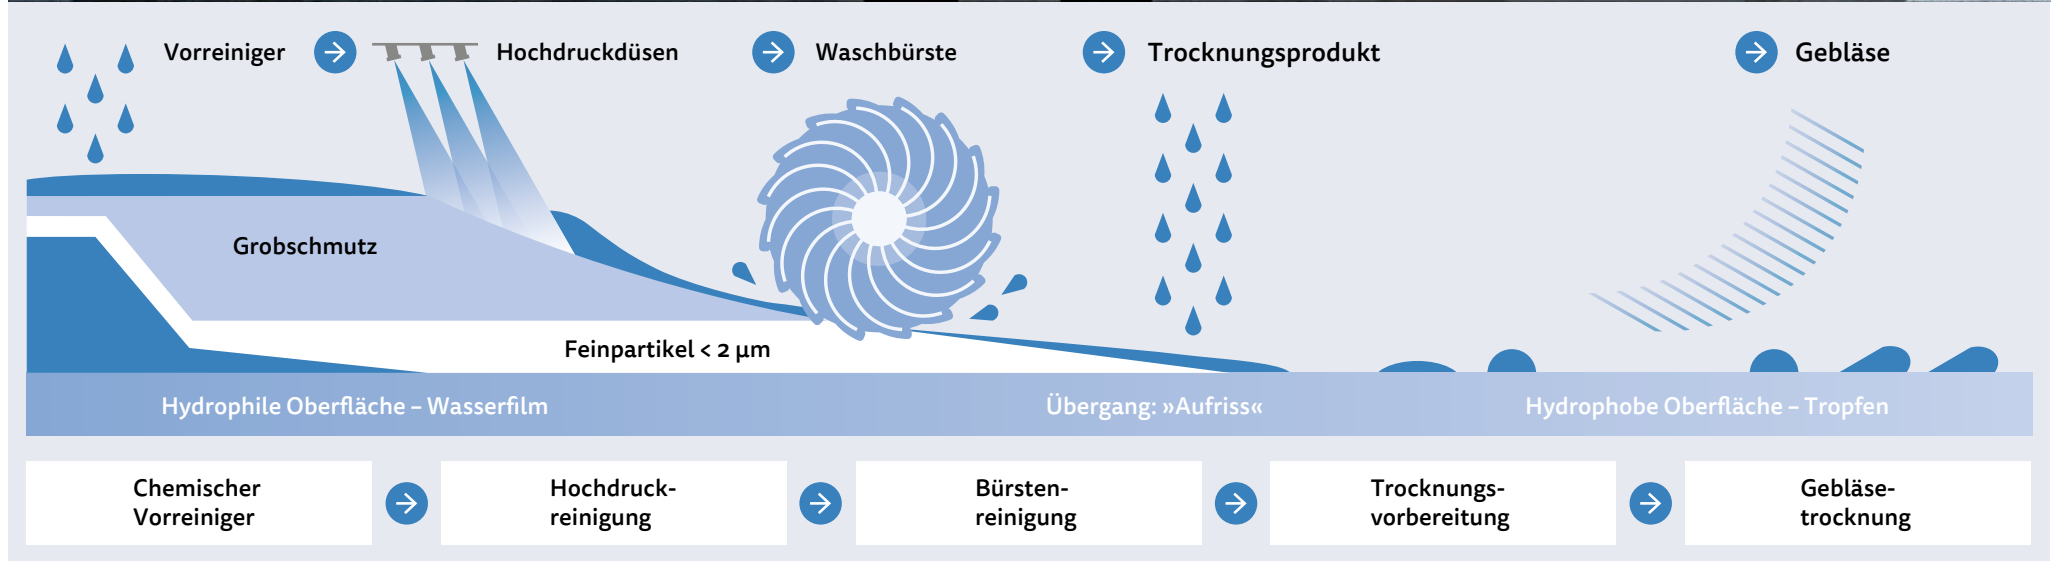 Vorreiniger
Hochdruckdüsen
Waschbürste
Trocknungsprodukt
Gebläse
Grobschmutz
Feinpartikel < 2 µm
Hydrophile Oberfläche – Wasserfilm
Übergang: »Aufriss«
Hydrophobe Oberfläche – Tropfen
Chemischer
Vorreiniger
Hochdruck-
reinigung
Bürsten-
reinigung
Trocknungs-
vorbereitung
Gebläse-
trocknung